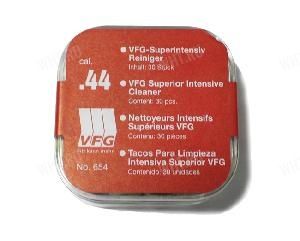 cal.
.44
VFG
No. 654
• VFG-Superintensiv
Reiniger
Inhalt: 30 Stück
• VFG Superior Intensive
Cleaner
Content: 30 pcs.
• Nettoyeurs Intensifs
Supérieurs VFG
Contenu: 30 pièces
• Tacos Para Limpieza
Intensiva Superior VFG
Contenido: 30 unidades